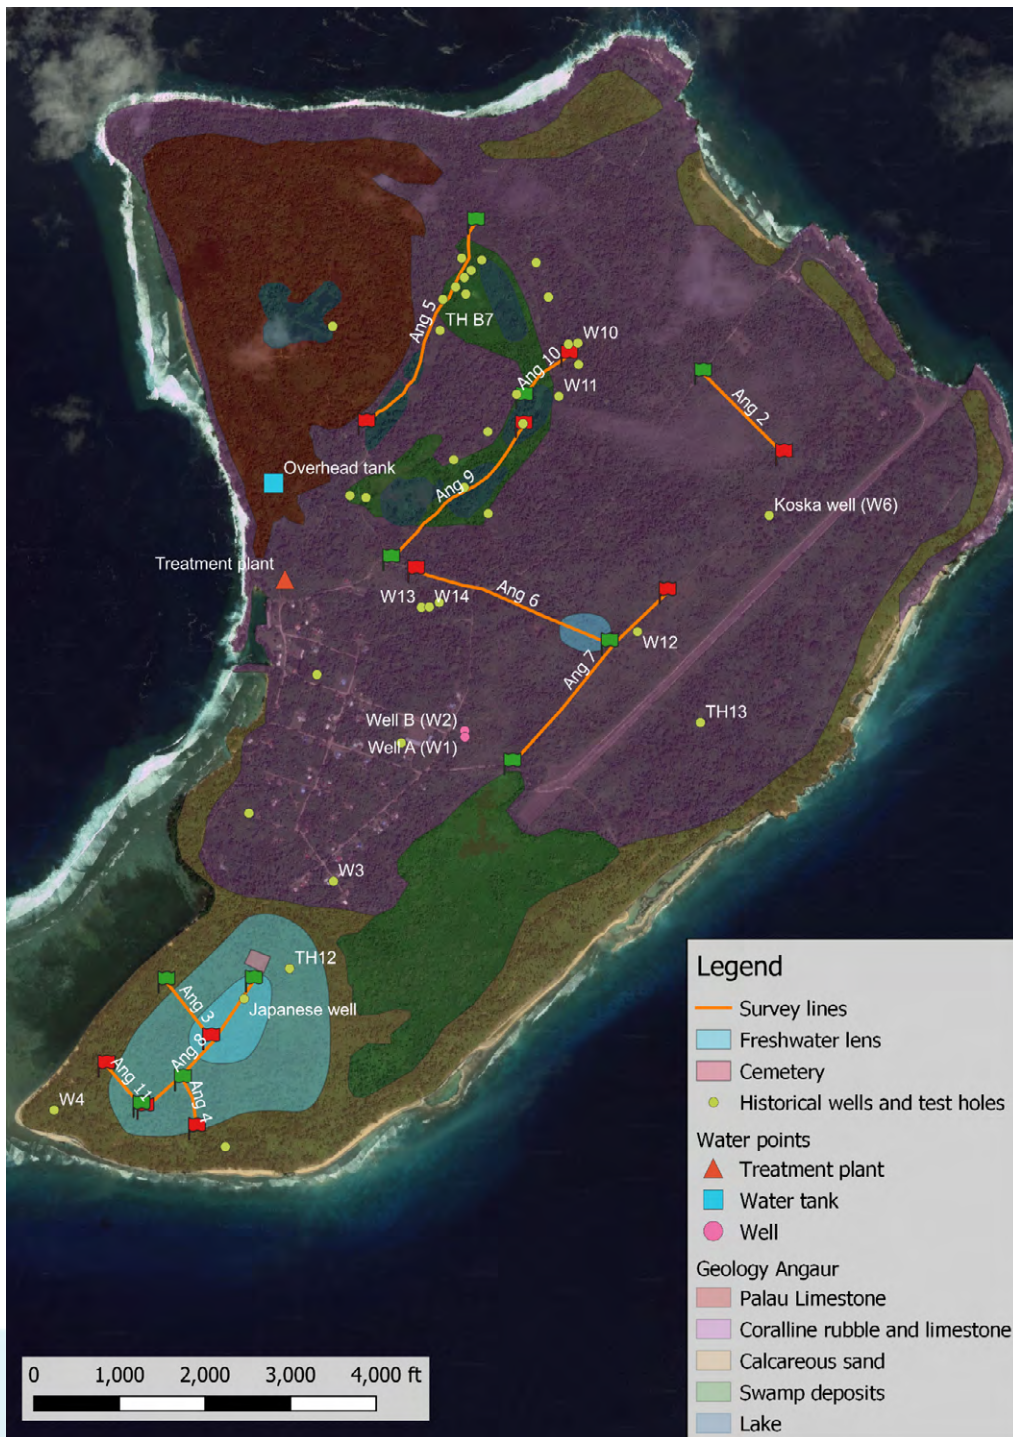 Ang 5
TH B7
W10
Ang 10
W11
Ang 2
Overhead tank
Ang 9
Koska well (W6)
Treatment plant
Ang 6
W13
W14
W12
Ang 7
TH13
Well B (W2)
Well A (W1)
W3
TH12
Ang 3
Japanese well
Ang 8
Ang 11
Ang 4
W4
Legend
Survey lines
Freshwater lens
Cemetery
Historical wells and test holes
Water points
Treatment plant
Water tank
Well
Geology Angaur
Palau Limestone
Coralline rubble and limestone
Calcareous sand
Swamp deposits
Lake
0 1,000 2,000 3,000 4,000 ft